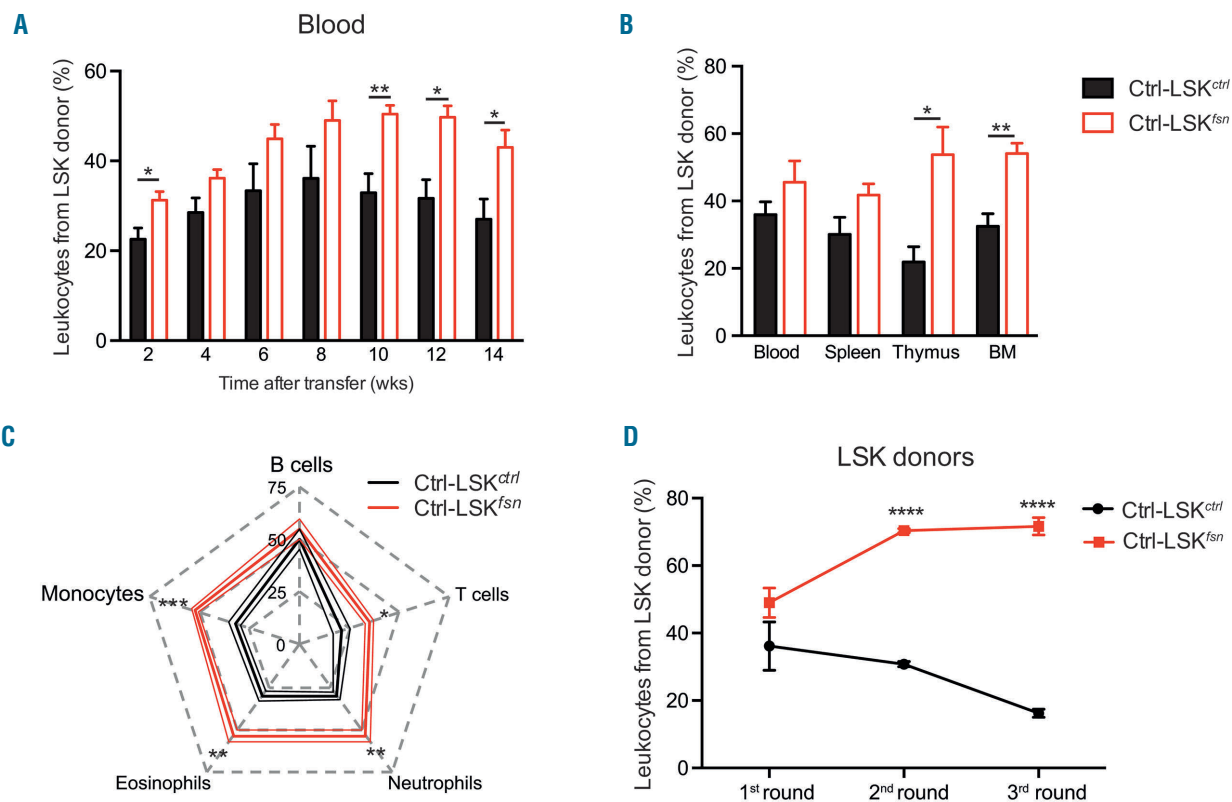 A
Blood
Leukocytes from LSK donor (%)
60
40
20
0
*
**
*
*
2 4 6 8 10 12 14
Time after transfer (wks)
B
Leukocytes from LSK donor (%)
80
60
40
20
0
*
**
Blood Spleen Thymus BM
Ctrl-LSKctrl
Ctrl-LSKfsn
C
B cells
75
50
25
0
Ctrl-LSKctrl
Ctrl-LSKfsn
Monocytes
***
*
T cells
**
**
Eosinophils
Neutrophils
D
LSK donors
Leukocytes from LSK donor (%)
80
60
40
20
0
****
****
1st round 2nd round 3rd round
Ctrl-LSKctrl
Ctrl-LSKfsn